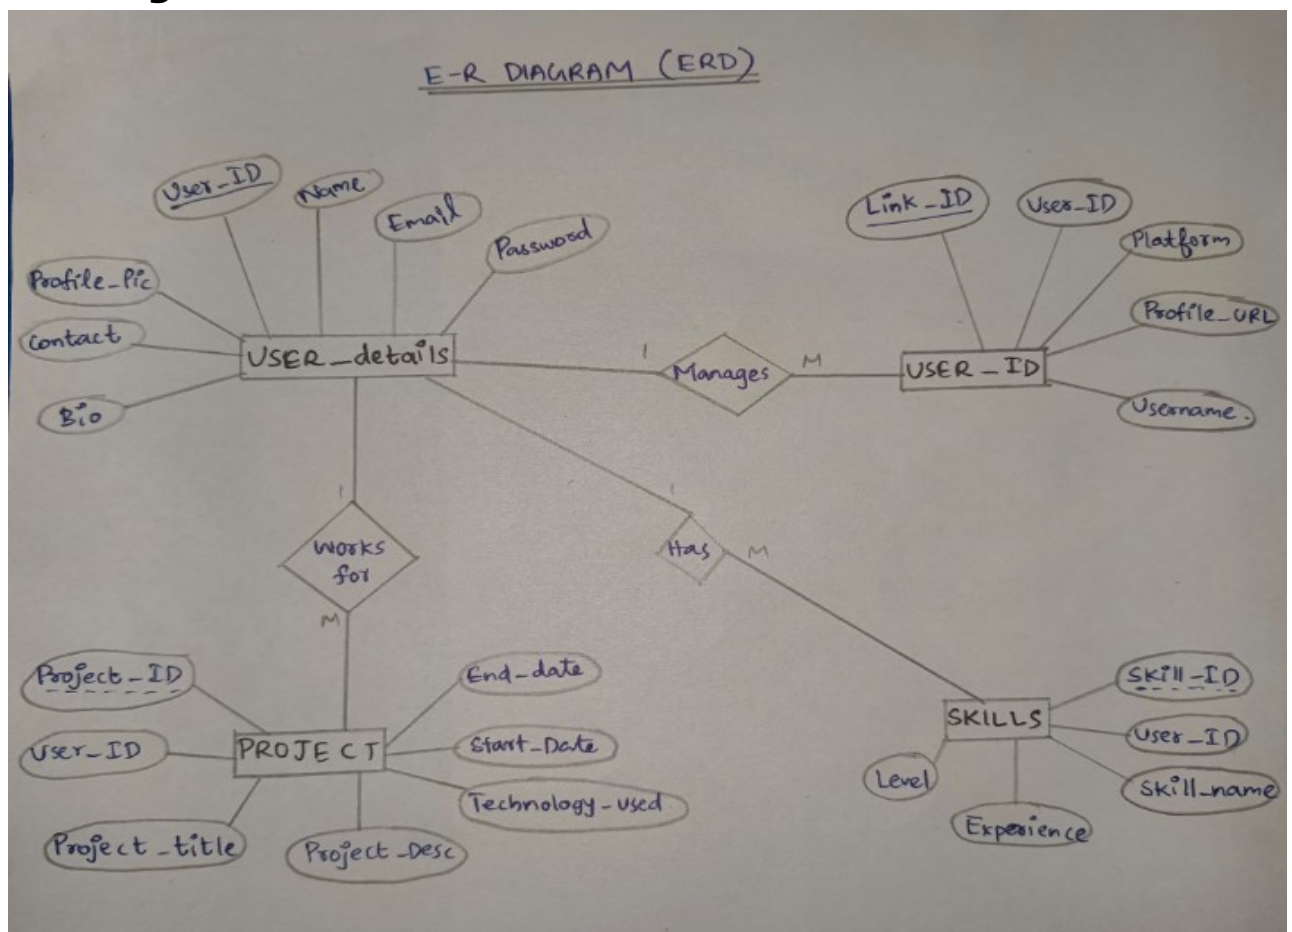 E-R DIAGRAM (ERD)
User_ID
Name
Email
Password
Profile_Pic
Contact
Bio
USER_details
1
Manages
M
Link_ID
User_ID
Platform
Profile_URL
Username.
USER_ID
1
Works
for
M
1
Has
M
Project_ID
User_ID
Project_title
Project_Desc
Technology_used
Start_Date
End_date
PROJECT
SKILLS
Skill_ID
User_ID
Skill_name
Experience
Level